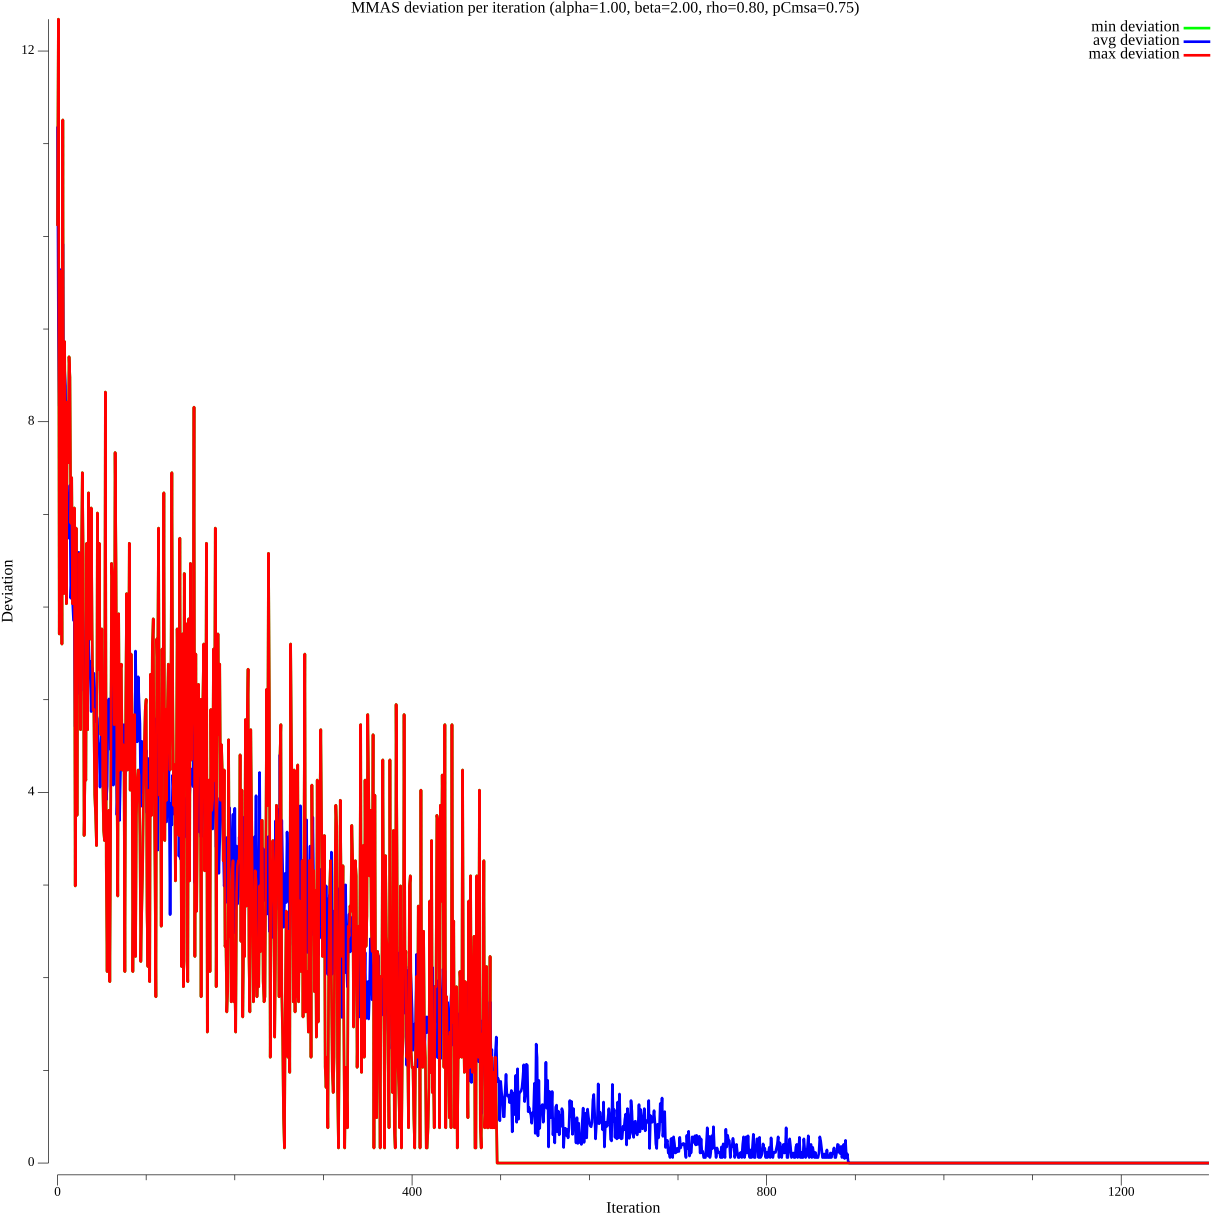 MMAS deviation per iteration (alpha=1.00, beta=2.00, rho=0.80, pCmsa=0.75)
min deviation
avg deviation
max deviation
12
8
4
0
Deviation
0 400 800 1200
Iteration